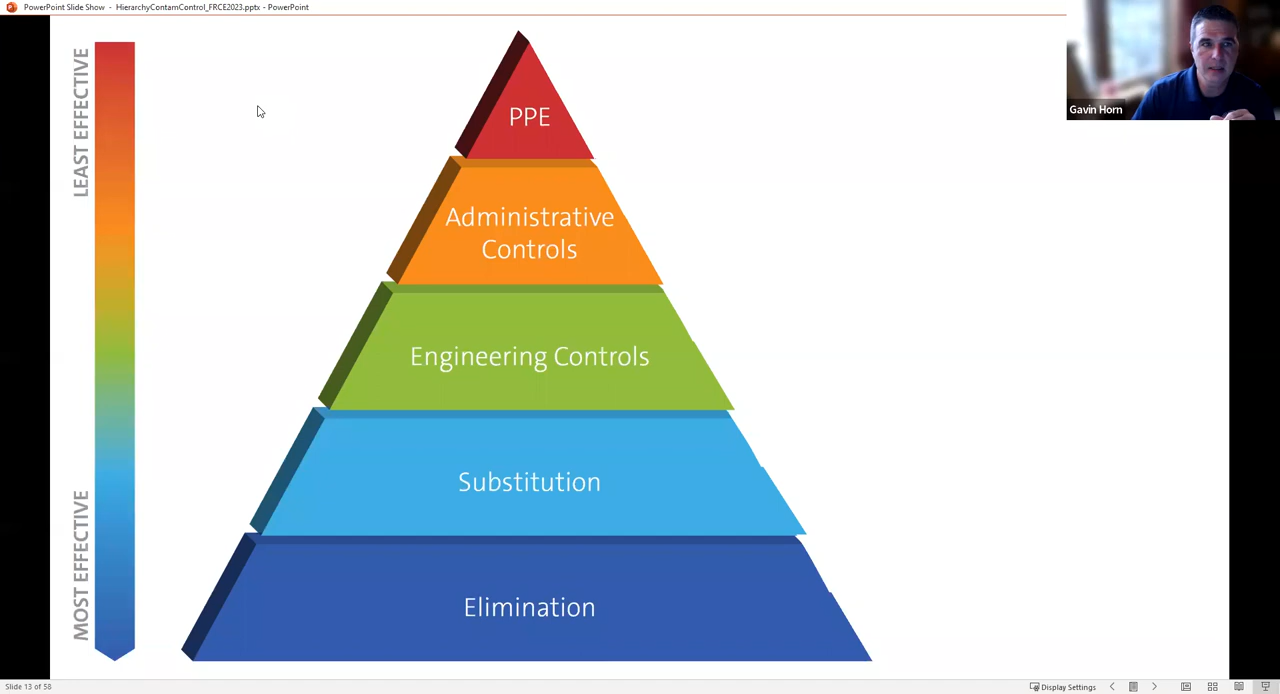 PowerPoint Slide Show - HierarchyContamControl_FRCE2023.pptx - PowerPoint
Gavin Horn
LEAST EFFECTIVE
PPE
Administrative
Controls
Engineering Controls
Substitution
MOST EFFECTIVE
Elimination
Slide 13 of 58
Display Settings